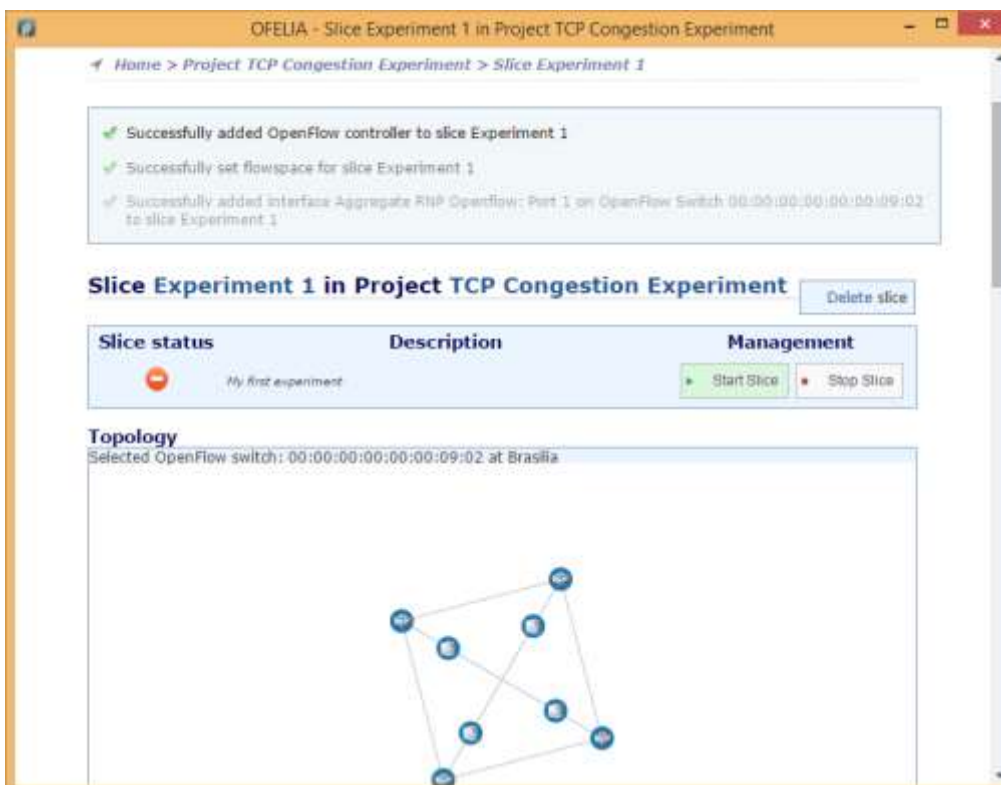 OFELIA - Slice Experiment 1 in Project TCP Congestion Experiment
Home > Project TCP Congestion Experiment > Slice Experiment 1
Successfully added OpenFlow controller to slice Experiment 1
Successfully set flowspace for slice Experiment 1
Successfully added interface Aggregate RNP Openflow: Port 1 on OpenFlow Switch 00:00:00:00:00:00:09:02
to slice Experiment 1
Slice Experiment 1 in Project TCP Congestion Experiment
Delete slice
Slice status Description Management
My first experiment Start Slice Stop Slice
Topology
Selected OpenFlow switch: 00:00:00:00:00:00:09:02 at Brasilia